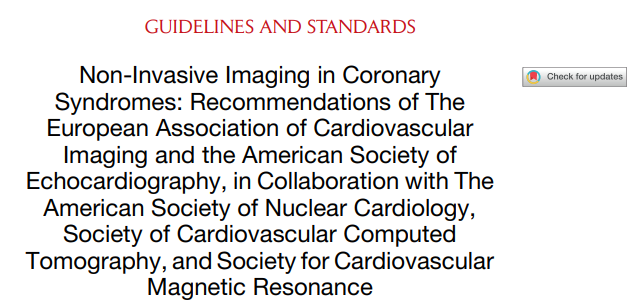 GUIDELINES AND STANDARDS
Non-Invasive Imaging in Coronary
Syndromes: Recommendations of The
European Association of Cardiovascular
Imaging and the American Society of
Echocardiography, in Collaboration with The
American Society of Nuclear Cardiology,
Society of Cardiovascular Computed
Tomography, and Society for Cardiovascular
Magnetic Resonance
Check for updates